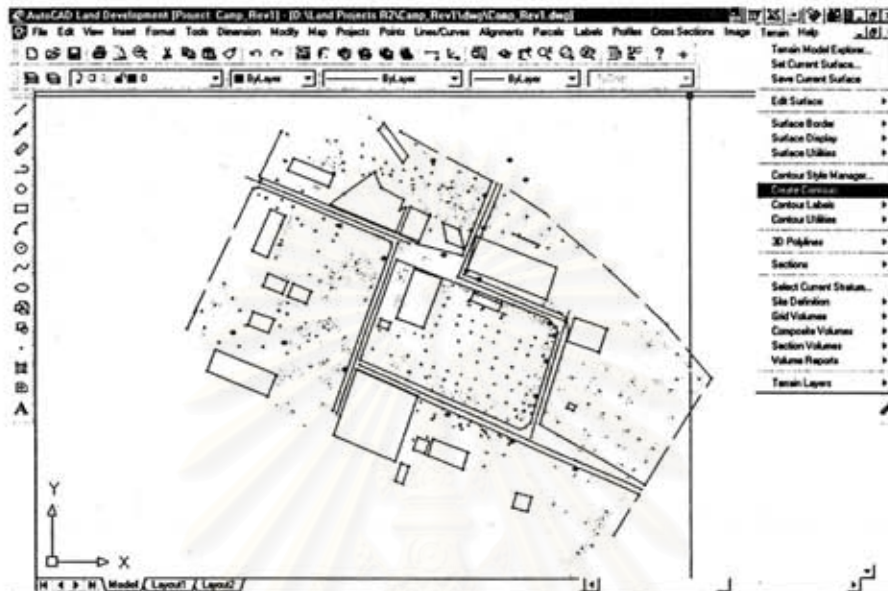 AutoCAD Land Development [Project: Camp_Rev1] - [D:\Land Projects R2\Camp_Rev1\dwg\Camp_Rev1.dwg]
File Edit View Insert Format Tools Dimension Modify Map Projects Points Lines/Curves Alignments Parcels Labels Profiles Cross Sections Image Terrain Help
0 ByLayer ByLayer ByLayer
Terrain Model Explorer...
Set Current Surface...
Save Current Surface
Edit Surface
Surface Border
Surface Display
Surface Utilities
Contour Style Manager...
Create Contours
Contour Labels
Contour Utilities
3D Polylines
Sections
Select Current Stratum...
Site Definition
Grid Volumes
Composite Volumes
Section Volumes
Volume Reports
Terrain Layers
A
Y
X
Model Layout1 Layout2